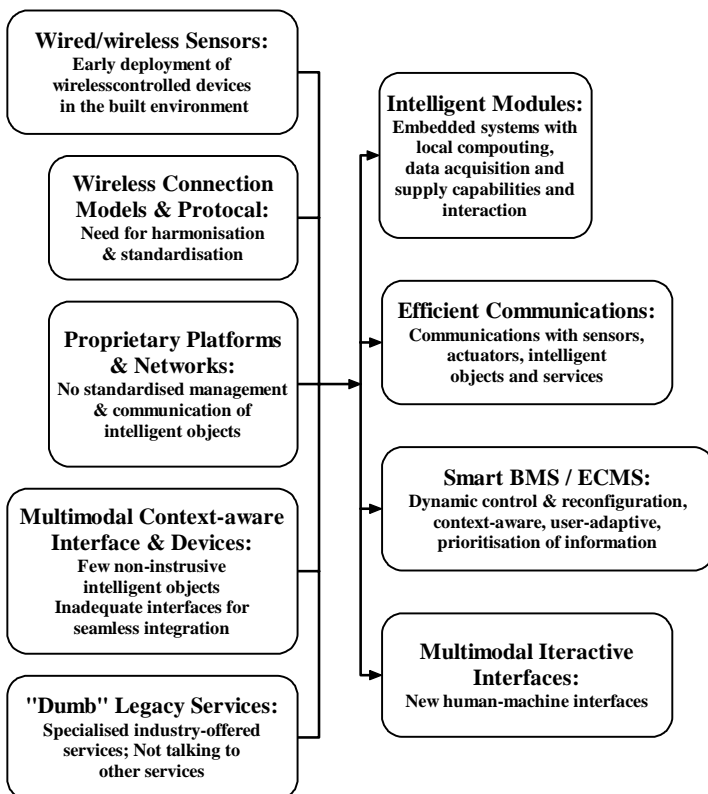 Wired/wireless Sensors:
Early deployment of
wirelesscontrolled devices
in the built environment
Wireless Connection
Models & Protocal:
Need for harmonisation
& standardisation
Proprietary Platforms
& Networks:
No standardised management
& communication of
intelligent objects
Multimodal Context-aware
Interface & Devices:
Few non-instrusive
intelligent objects
Inadequate interfaces for
seamless integration
"Dumb" Legacy Services:
Specialised industry-offered
services; Not talking to
other services
Intelligent Modules:
Embedded systems with
local compouting,
data acquisition and
supply capabilities and
interaction
Efficient Communications:
Communications with sensors,
actuators, intelligent
objects and services
Smart BMS / ECMS:
Dynamic control & reconfiguration,
context-aware, user-adaptive,
prioritisation of information
Multimodal Iteractive
Interfaces:
New human-machine interfaces